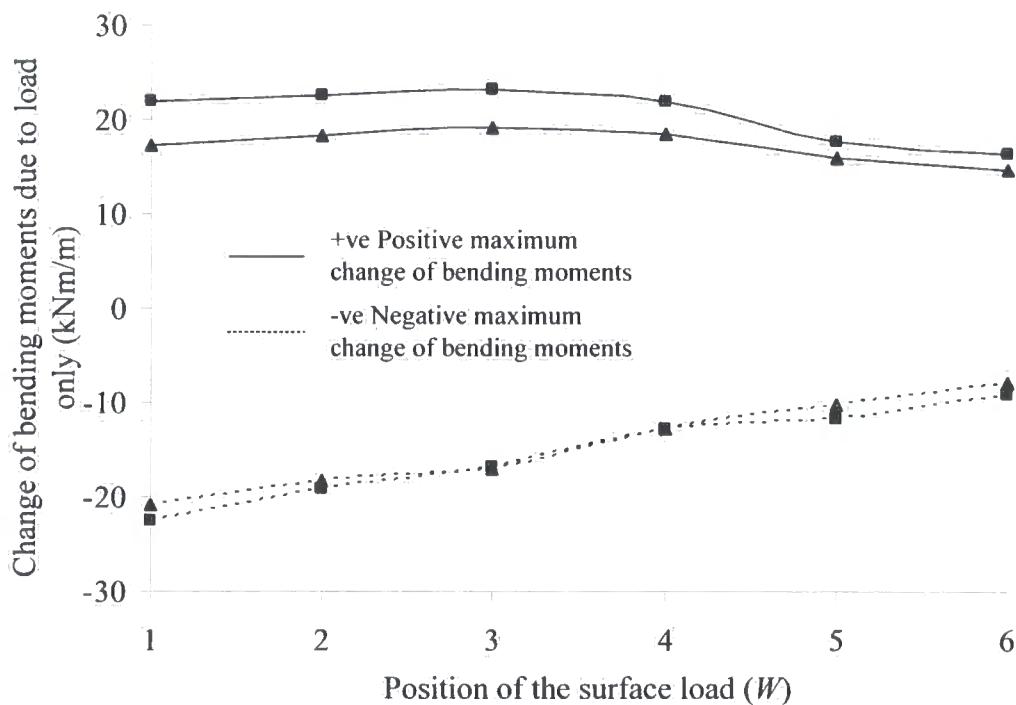 Change of bending moments due to load
only (kNm/m)
30
20
10
0
-10
-20
-30
+ve Positive maximum
change of bending moments
-ve Negative maximum
change of bending moments
1 2 3 4 5 6
Position of the surface load (W)